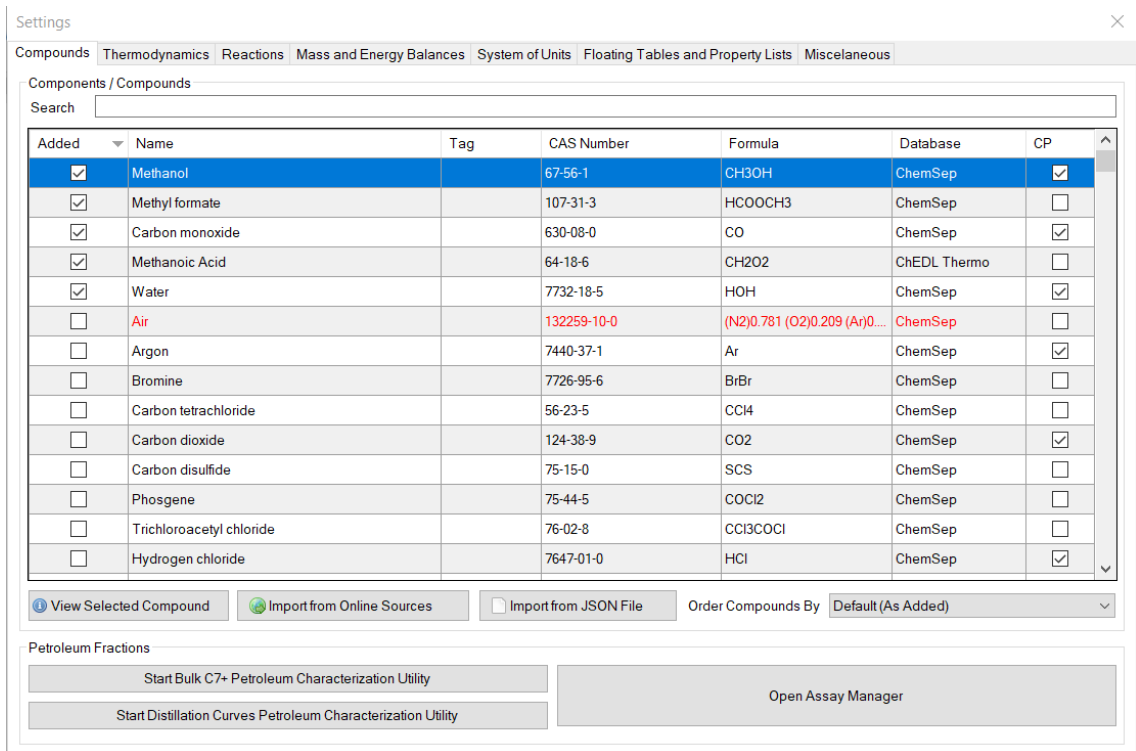 Settings
Compounds Thermodynamics Reactions Mass and Energy Balances System of Units Floating Tables and Property Lists Miscelaneous
Components / Compounds
Search
Added Name Tag CAS Number Formula Database CP
Methanol 67-56-1 CH3OH ChemSep
Methyl formate 107-31-3 HCOOCH3 ChemSep
Carbon monoxide 630-08-0 CO ChemSep
Methanoic Acid 64-18-6 CH2O2 ChEDL Thermo
Water 7732-18-5 HOH ChemSep
Air 132259-10-0 (N2)0.781 (O2)0.209 (Ar)0.... ChemSep
Argon 7440-37-1 Ar ChemSep
Bromine 7726-95-6 BrBr ChemSep
Carbon tetrachloride 56-23-5 CCl4 ChemSep
Carbon dioxide 124-38-9 CO2 ChemSep
Carbon disulfide 75-15-0 SCS ChemSep
Phosgene 75-44-5 COCl2 ChemSep
Trichloroacetyl chloride 76-02-8 CCl3COCl ChemSep
Hydrogen chloride 7647-01-0 HCl ChemSep
View Selected Compound Import from Online Sources Import from JSON File Order Compounds By Default (As Added)
Petroleum Fractions
Start Bulk C7+ Petroleum Characterization Utility
Open Assay Manager
Start Distillation Curves Petroleum Characterization Utility